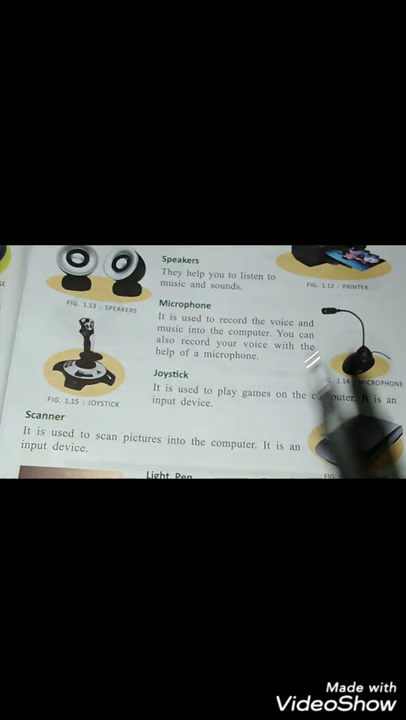 Speakers
They help you to listen to
music and sounds.
FIG. 1.12 : PRINTER
FIG. 1.13 : SPEAKERS
Microphone
It is used to record the voice and
music into the computer. You can
also record your voice with the
help of a microphone.
1.14 : MICROPHONE
Joystick
It is used to play games on the computer. It is an
input device.
FIG. 1.15 : JOYSTICK
Scanner
It is used to scan pictures into the computer. It is an
input device.
Light Pen
Made with
VideoShow